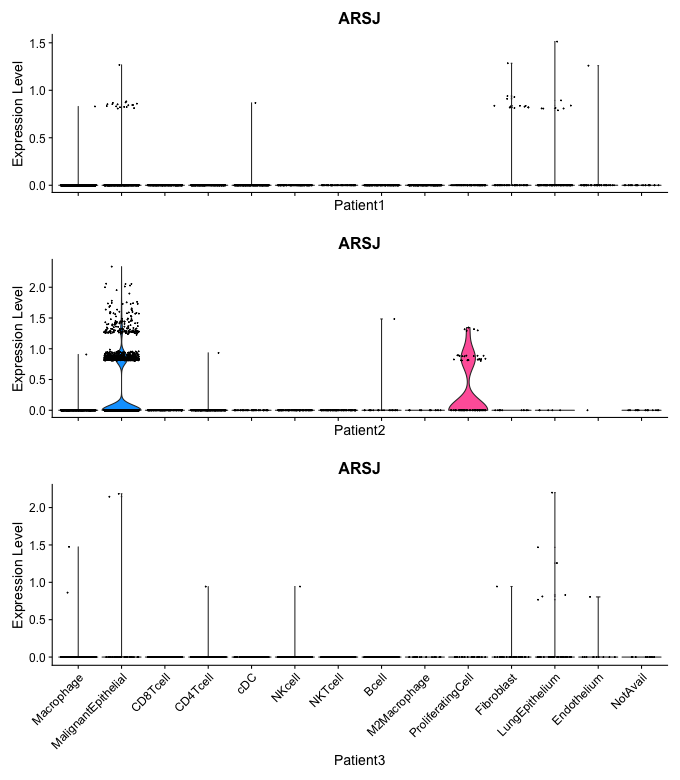 ARSJ
Expression Level
1.5
1.0
0.5
0.0
Patient1
ARSJ
Expression Level
2.0
1.5
1.0
0.5
0.0
Patient2
ARSJ
Expression Level
2.0
1.5
1.0
0.5
0.0
Macrophage
MalignantEpithelial
CD8Tcell
CD4Tcell
cDC
NKcell
NKTcell
Bcell
M2Macrophage
ProliferatingCell
Fibroblast
LungEpithelium
Endothelium
NotAvail
Patient3